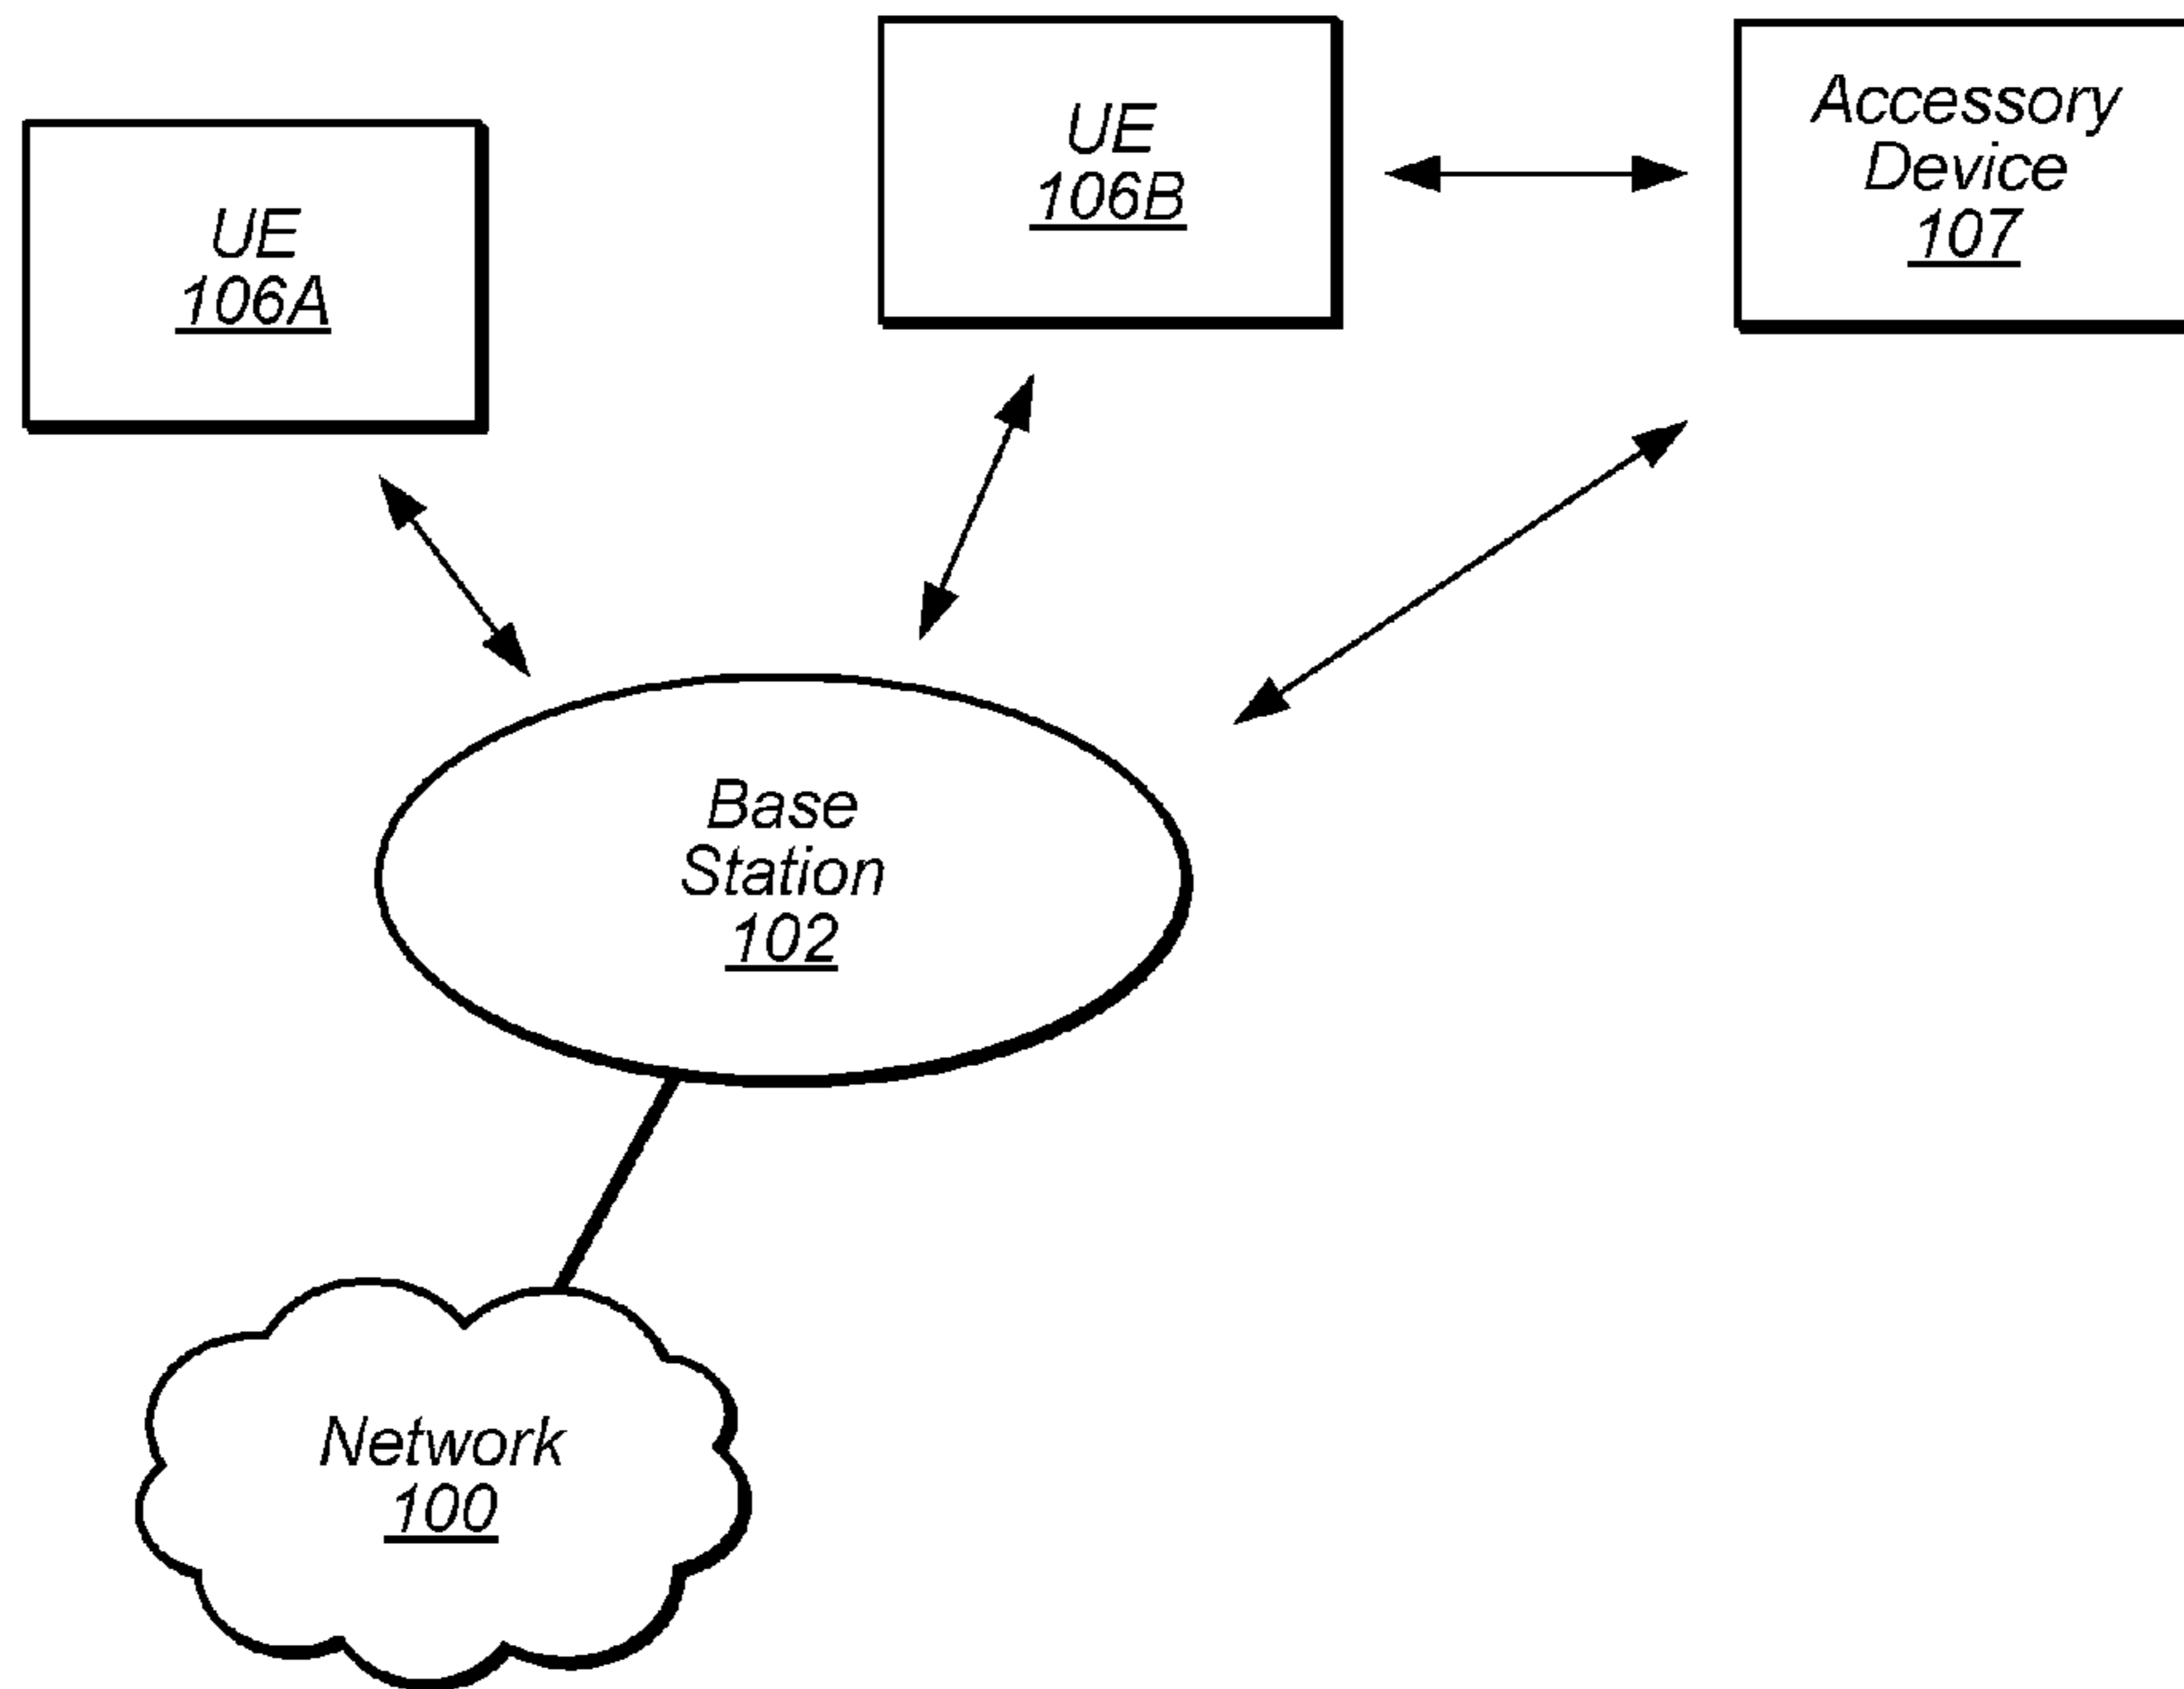 UE
106A
UE
106B
Accessory
Device
107
Base
Station
102
Network
100